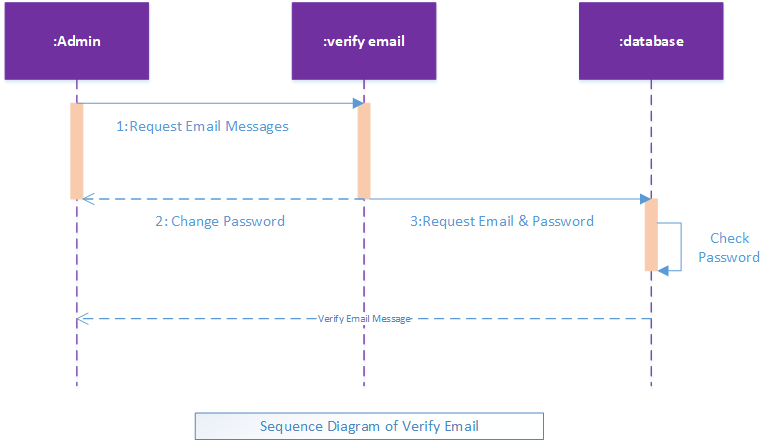 :Admin
:verify email
:database
1:Request Email Messages
2: Change Password
3:Request Email & Password
Check
Password
Verify Email Message
Sequence Diagram of Verify Email